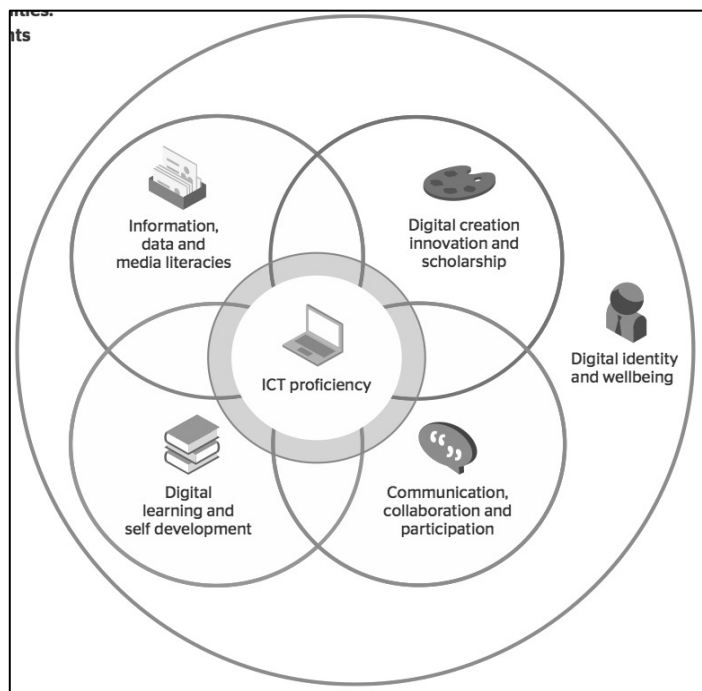 nts
Information,
data and
media literacies
Digital creation
innovation and
scholarship
ICT proficiency
Digital identity
and wellbeing
Digital
learning and
self development
Communication,
collaboration and
participation